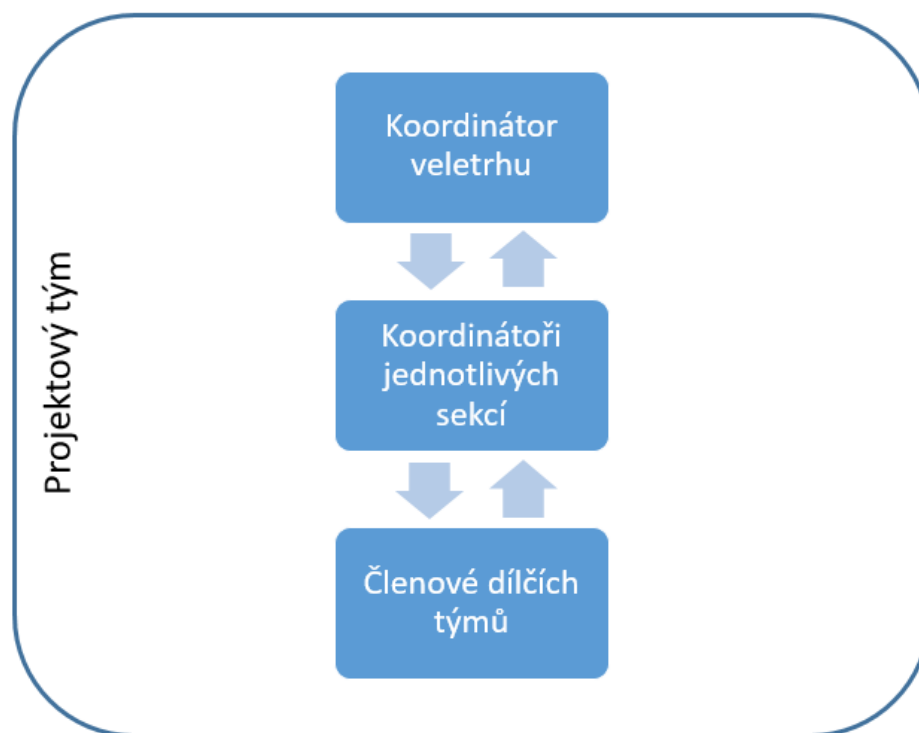 Projektový tým
Koordinátor
veletrhu
Koordinátoři
jednotlivých
sekcí
Členové dílčích
týmů